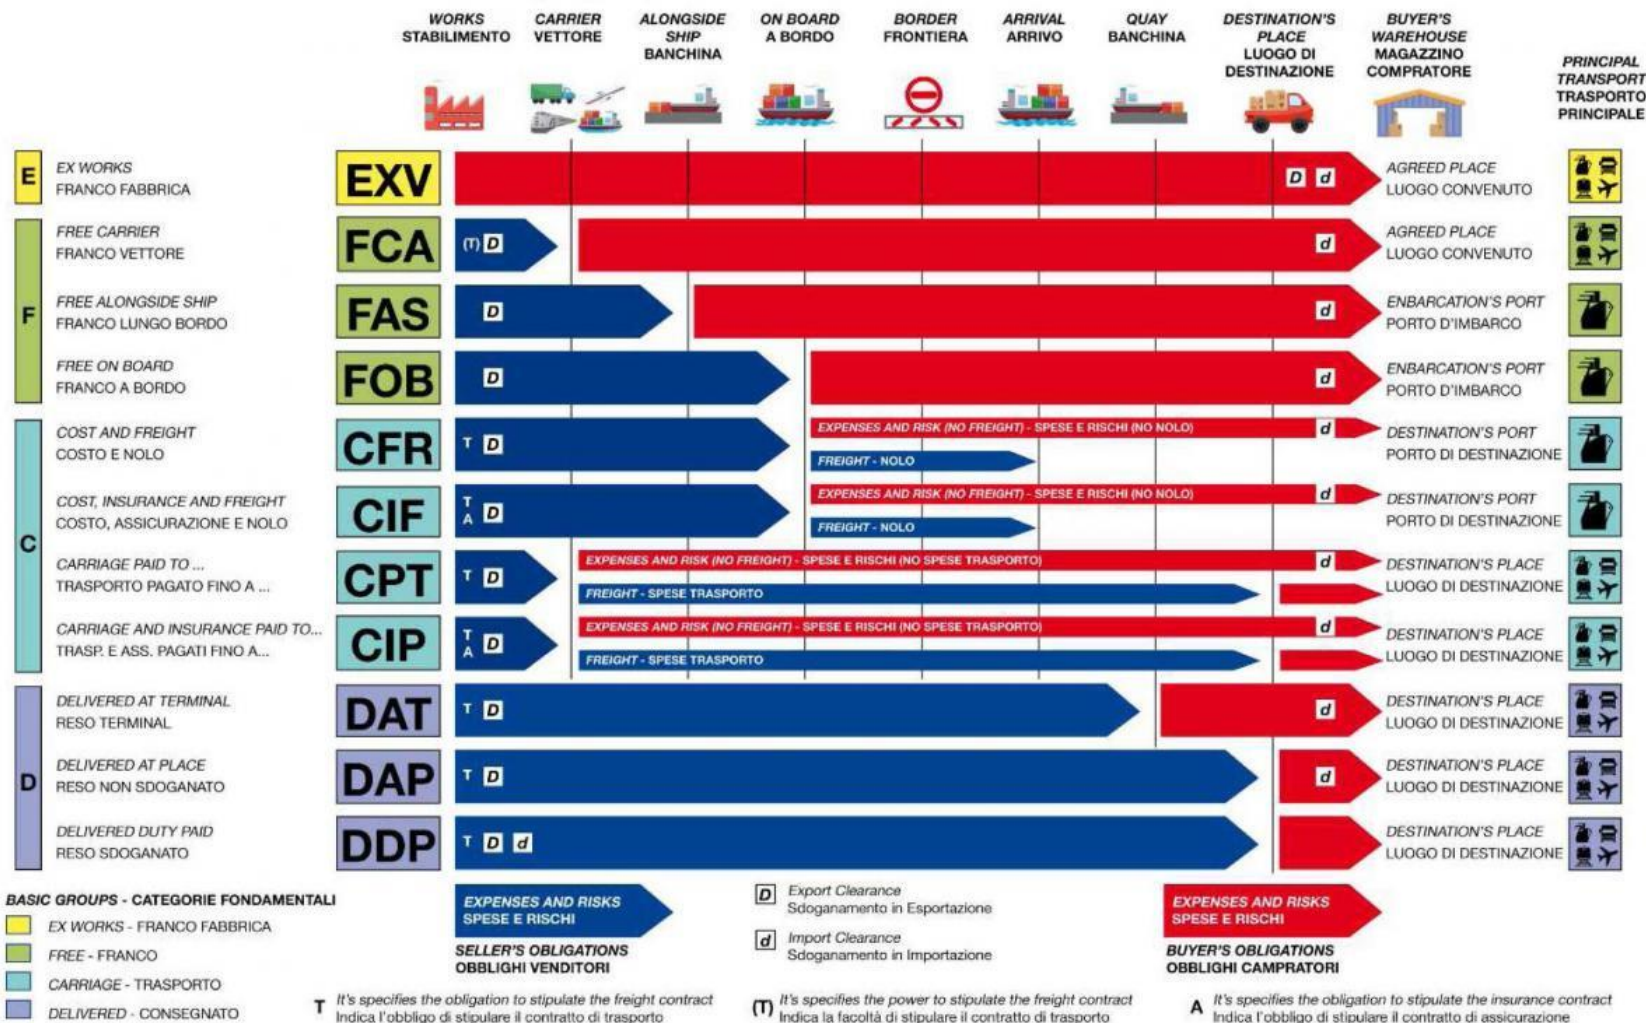 WORKS
STABILIMENTO
CARRIER
VETTORE
ALONGSIDE
SHIP
BANCHINA
ON BOARD
A BORDO
BORDER
FRONTIERA
ARRIVAL
ARRIVO
QUAY
BANCHINA
DESTINATION'S
PLACE
LUOGO DI
DESTINAZIONE
BUYER'S
WAREHOUSE
MAGAZZINO
COMPRATORE
PRINCIPAL
TRANSPORT
TRASPORTO
PRINCIPALE
E
EX WORKS
FRANCO FABBRICA
EXV
D d
AGREED PLACE
LUOGO CONVENUTO
F
FREE CARRIER
FRANCO VETTORE
FCA
(T) D
d
AGREED PLACE
LUOGO CONVENUTO
FREE ALONGSIDE SHIP
FRANCO LUNGO BORDO
FAS
D
d
ENBARCATION'S PORT
PORTO D'IMBARCO
FREE ON BOARD
FRANCO A BORDO
FOB
D
d
ENBARCATION'S PORT
PORTO D'IMBARCO
C
COST AND FREIGHT
COSTO E NOLO
CFR
T D
EXPENSES AND RISK (NO FREIGHT) - SPESE E RISCHI (NO NOLO)
d
FREIGHT - NOLO
DESTINATION'S PORT
PORTO DI DESTINAZIONE
COST, INSURANCE AND FREIGHT
COSTO, ASSICURAZIONE E NOLO
CIF
T
A D
EXPENSES AND RISK (NO FREIGHT) - SPESE E RISCHI (NO NOLO)
d
FREIGHT - NOLO
DESTINATION'S PORT
PORTO DI DESTINAZIONE
CARRIAGE PAID TO ...
TRASPORTO PAGATO FINO A ...
CPT
T D
EXPENSES AND RISK (NO FREIGHT) - SPESE E RISCHI (NO SPESE TRASPORTO)
d
FREIGHT - SPESE TRASPORTO
DESTINATION'S PLACE
LUOGO DI DESTINAZIONE
CARRIAGE AND INSURANCE PAID TO...
TRASP. E ASS. PAGATI FINO A...
CIP
T
A D
EXPENSES AND RISK (NO FREIGHT) - SPESE E RISCHI (NO SPESE TRASPORTO)
d
FREIGHT - SPESE TRASPORTO
DESTINATION'S PLACE
LUOGO DI DESTINAZIONE
D
DELIVERED AT TERMINAL
RESO TERMINAL
DAT
T D
d
DESTINATION'S PLACE
LUOGO DI DESTINAZIONE
DELIVERED AT PLACE
RESO NON SDOGANATO
DAP
T D
d
DESTINATION'S PLACE
LUOGO DI DESTINAZIONE
DELIVERED DUTY PAID
RESO SDOGANATO
DDP
T D d
DESTINATION'S PLACE
LUOGO DI DESTINAZIONE
BASIC GROUPS - CATEGORIE FONDAMENTALI
EX WORKS - FRANCO FABBRICA
FREE - FRANCO
CARRIAGE - TRASPORTO
DELIVERED - CONSEGNATO
EXPENSES AND RISKS
SPESE E RISCHI
SELLER'S OBLIGATIONS
OBBLIGHI VENDITORI
D Export Clearance
Sdoganamento in Esportazione
d Import Clearance
Sdoganamento in Importazione
EXPENSES AND RISKS
SPESE E RISCHI
BUYER'S OBLIGATIONS
OBBLIGHI CAMPRATORI
T It's specifies the obligation to stipulate the freight contract
Indica l'obbligo di stipulare il contratto di trasporto
(T) It's specifies the power to stipulate the freight contract
Indica la facoltà di stipulare il contratto di trasporto
A It's specifies the obligation to stipulate the insurance contract
Indica l'obbligo di stipulare il contratto di assicurazione